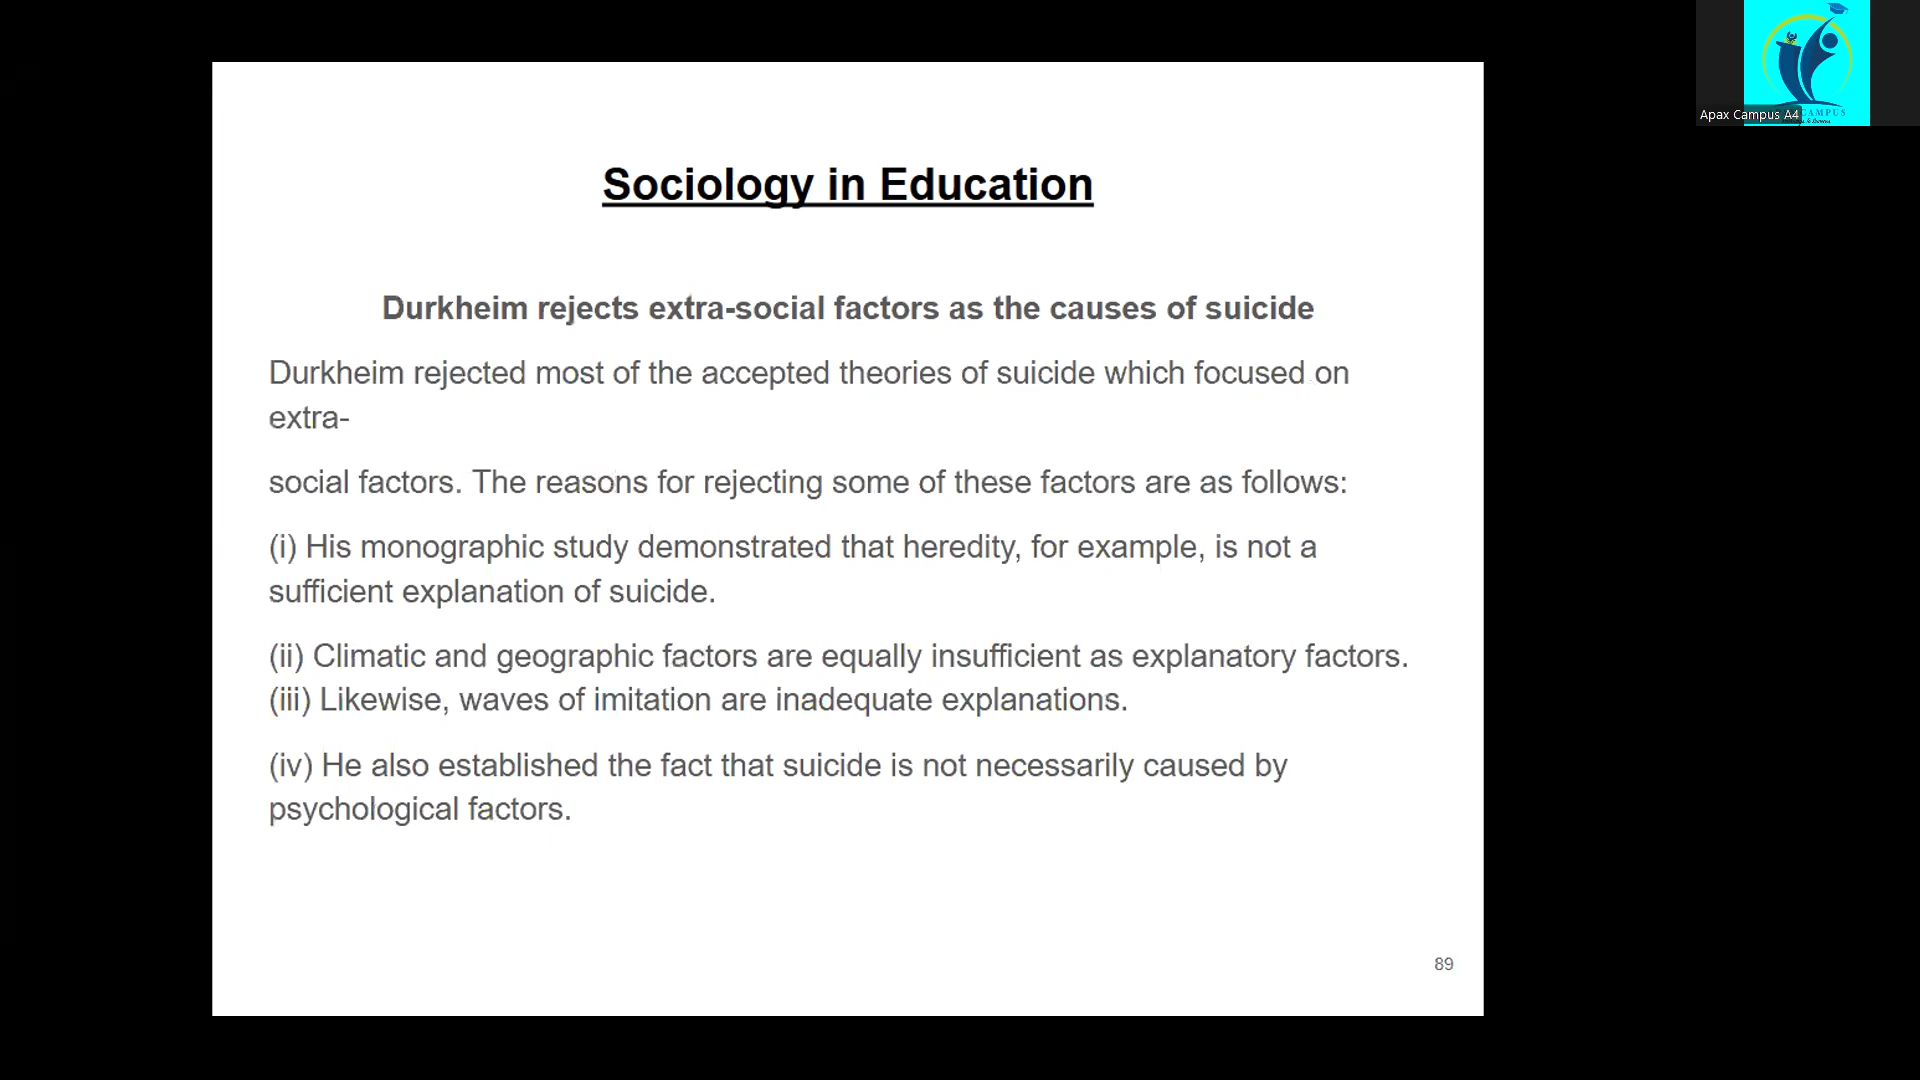 Apax Campus A4
CAMPUS
Sociology in Education
Durkheim rejects extra-social factors as the causes of suicide
Durkheim rejected most of the accepted theories of suicide which focused on
extra-
social factors. The reasons for rejecting some of these factors are as follows:
(i) His monographic study demonstrated that heredity, for example, is not a
sufficient explanation of suicide.
(ii) Climatic and geographic factors are equally insufficient as explanatory factors.
(iii) Likewise, waves of imitation are inadequate explanations.
(iv) He also established the fact that suicide is not necessarily caused by
psychological factors.
89